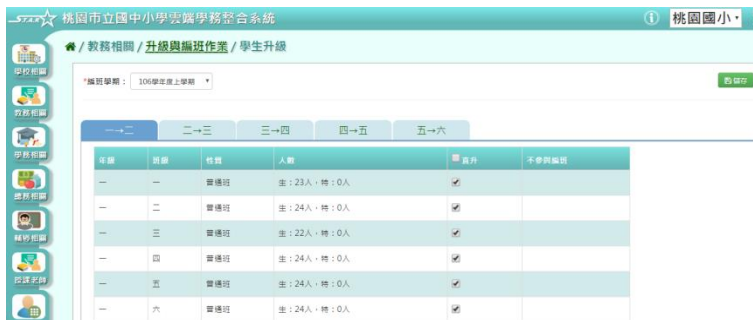 STAR 桃園市立國中小學雲端學務整合系統
桃園國小
/ 教務相關 / 升級與編班作業 / 學生升級
學校相關
教務相關
學務相關
總務相關
輔導相關
授課老師
*編班學期： 106學年度上學期
儲存
一→二 二→三 三→四 四→五 五→六
年級 班級 性質 人數 直升 不參與編班
一 一 普通班 生：23人，特：0人
一 二 普通班 生：24人，特：0人
一 三 普通班 生：22人，特：0人
一 四 普通班 生：24人，特：0人
一 五 普通班 生：24人，特：0人
一 六 普通班 生：24人，特：0人